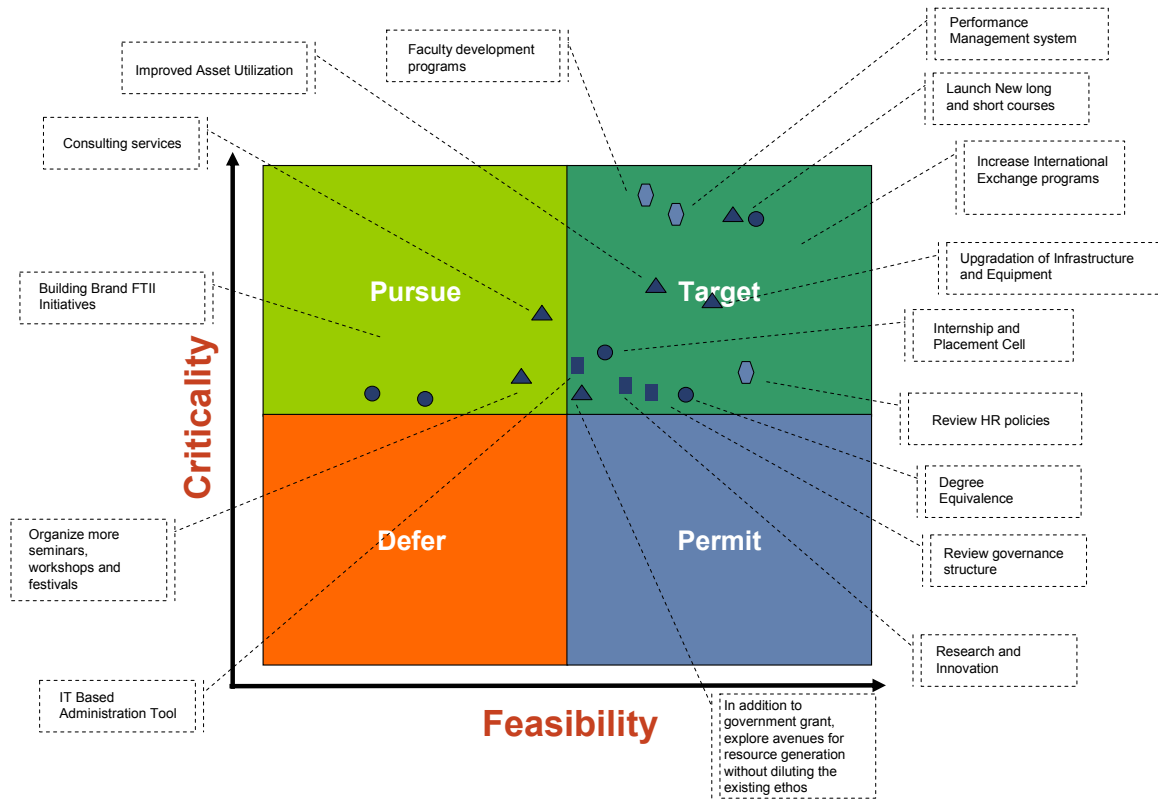 Performance
Management system
Faculty development
programs
Improved Asset Utilization
Launch New long
and short courses
Consulting services
Increase International
Exchange programs
Upgradation of Infrastructure
and Equipment
Building Brand FTII
Initiatives
Pursue
Target
Internship and
Placement Cell
Criticality
Review HR policies
Degree
Equivalence
Organize more
seminars,
workshops and
festivals
Defer
Permit
Review governance
structure
Research and
Innovation
IT Based
Administration Tool
Feasibility
In addition to
government grant,
explore avenues for
resource generation
without diluting the
existing ethos